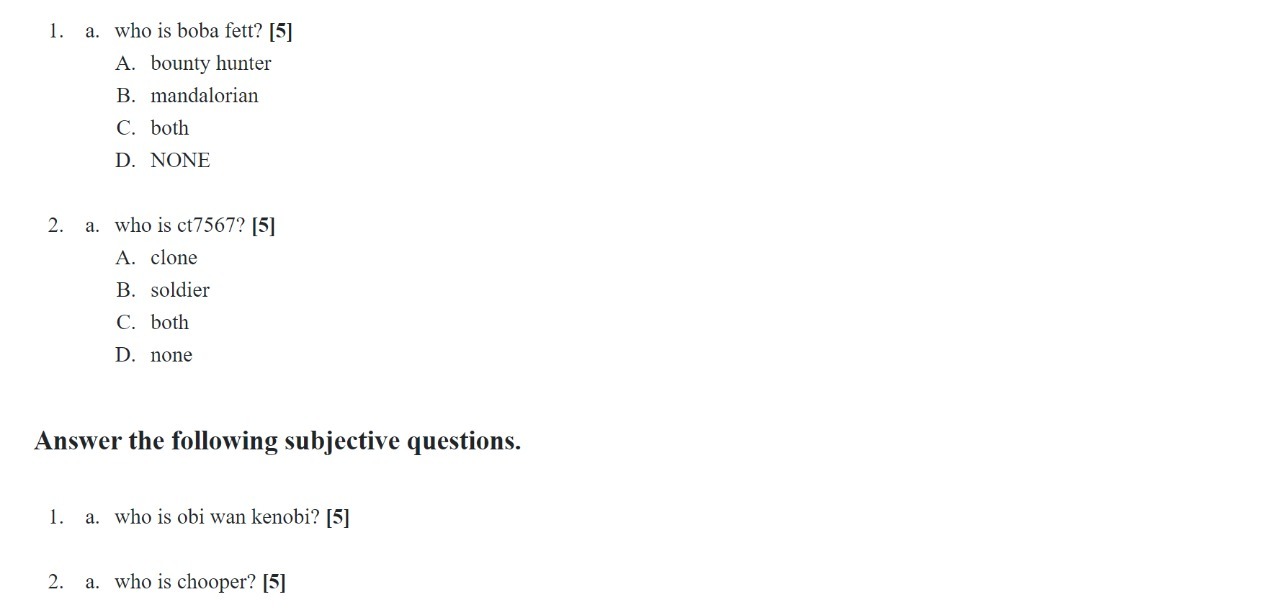 1. a. who is boba fett? [5]
A. bounty hunter
B. mandalorian
C. both
D. NONE
2. a. who is ct7567? [5]
A. clone
B. soldier
C. both
D. none
Answer the following subjective questions.
1. a. who is obi wan kenobi? [5]
2. a. who is chooper? [5]